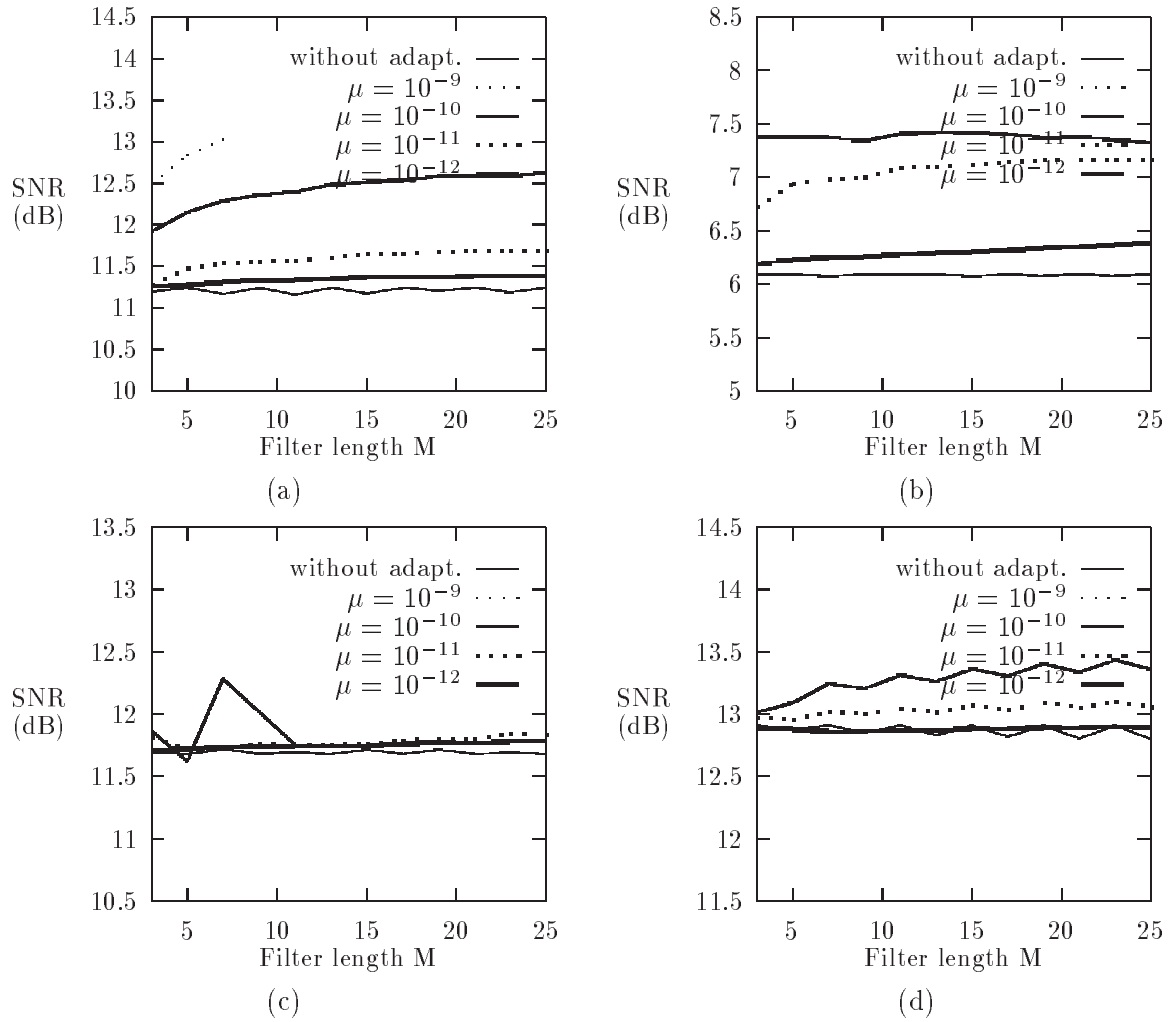 14.5
14
13.5
13
12.5
12
11.5
11
10.5
10
SNR
(dB)
without adapt.
μ = 10⁻⁹
μ = 10⁻¹⁰
μ = 10⁻¹¹
μ = 10⁻¹²
5 10 15 20 25
Filter length M
(a)
8.5
8
7.5
7
6.5
6
5.5
5
SNR
(dB)
without adapt.
μ = 10⁻⁹
μ = 10⁻¹⁰
μ = 10⁻¹¹
μ = 10⁻¹²
5 10 15 20 25
Filter length M
(b)
13.5
13
12.5
12
11.5
11
10.5
SNR
(dB)
without adapt.
μ = 10⁻⁹
μ = 10⁻¹⁰
μ = 10⁻¹¹
μ = 10⁻¹²
5 10 15 20 25
Filter length M
(c)
14.5
14
13.5
13
12.5
12
11.5
SNR
(dB)
without adapt.
μ = 10⁻⁹
μ = 10⁻¹⁰
μ = 10⁻¹¹
μ = 10⁻¹²
5 10 15 20 25
Filter length M
(d)